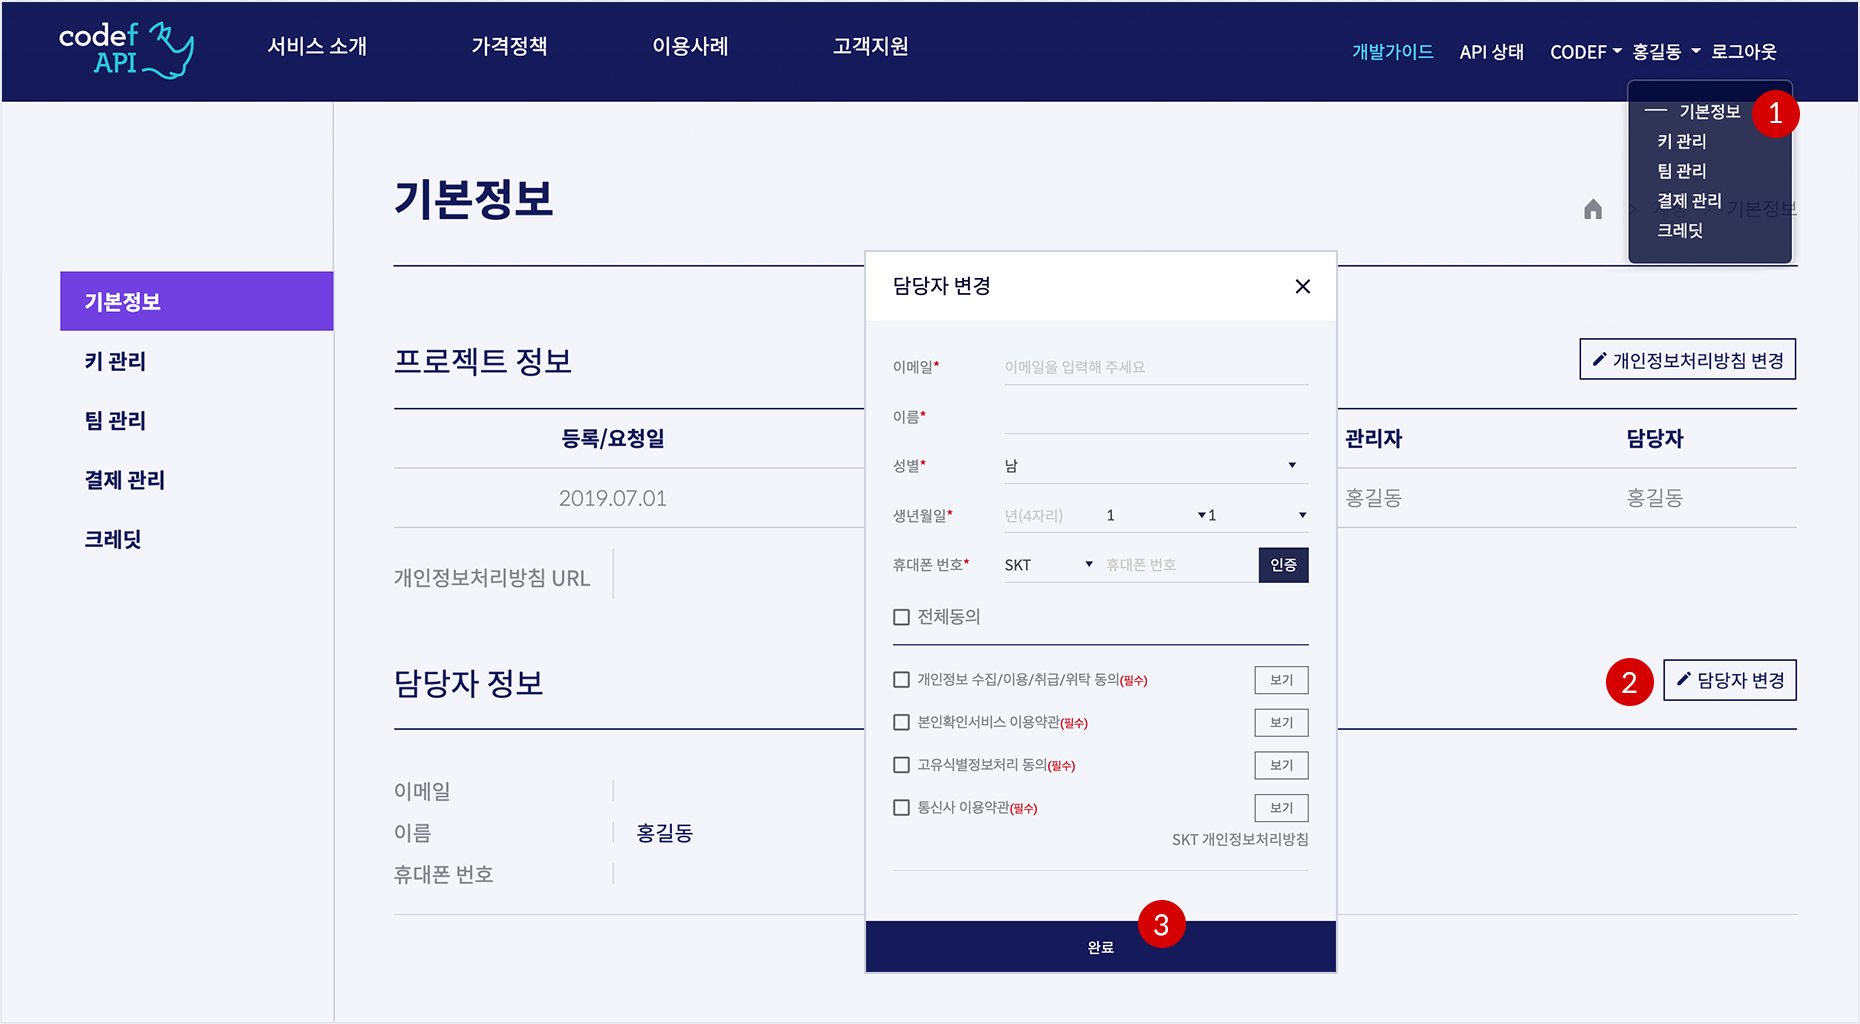 codef
API
서비스 소개
가격정책
이용사례
고객지원
개발가이드
API 상태
CODEF
홍길동
로그아웃
기본정보
1
키 관리
팀 관리
결제 관리
크레딧
기본정보
기본정보
기본정보
키 관리
팀 관리
결제 관리
크레딧
프로젝트 정보
개인정보처리방침 변경
등록/요청일
관리자
담당자
2019.07.01
홍길동
홍길동
개인정보처리방침 URL
담당자 정보
2
담당자 변경
이메일
이름
홍길동
휴대폰 번호
담당자 변경
이메일*
이메일을 입력해 주세요
이름*
성별*
남
생년월일*
년(4자리)
1
1
휴대폰 번호*
SKT
휴대폰 번호
인증
전체동의
개인정보 수집/이용/취급/위탁 동의(필수)
보기
본인확인서비스 이용약관(필수)
보기
고유식별정보처리 동의(필수)
보기
통신사 이용약관(필수)
보기
SKT 개인정보처리방침
3
완료